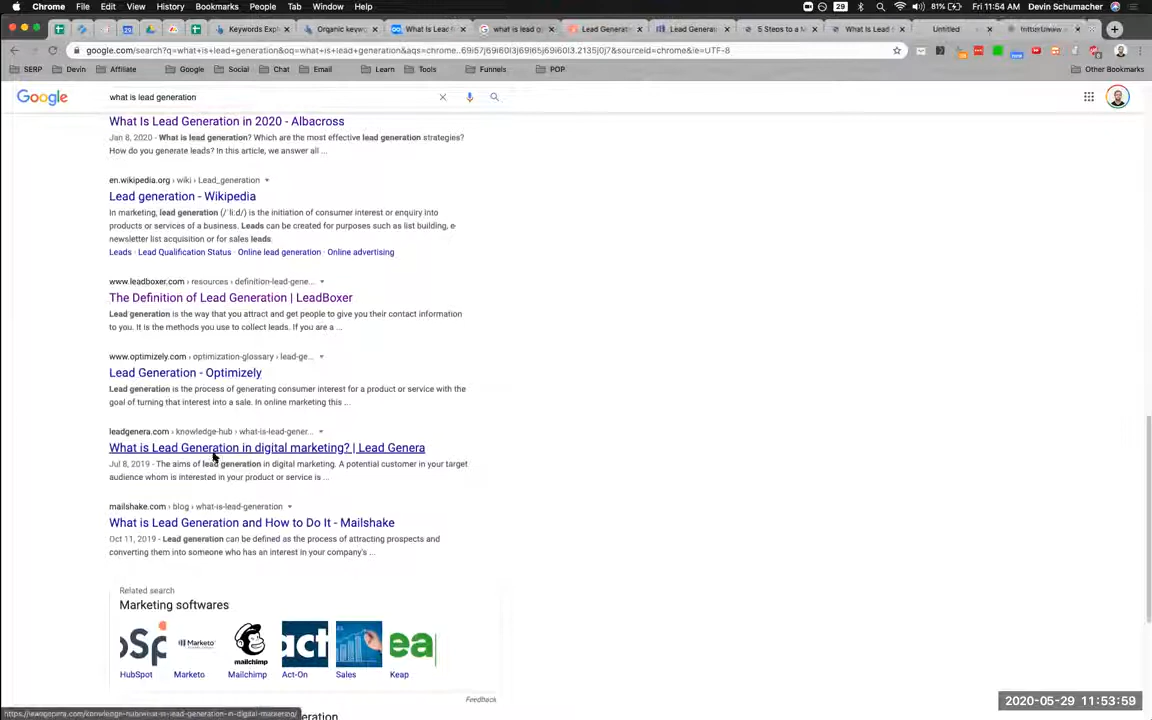 Chrome File Edit View History Bookmarks People Tab Window Help
29 81% Fri 11:54 AM Devin Schumacher
Keywords Exp Organic keyw What Is Lead what is lead g Lead Generat Lead Generat 5 Steps to a M What Is Lead Untitled
google.com/search?q=what+is+lead+generation&oq=what+is+lead+generation&aqs=chrome..69i57j69i60l3j69i65j69i60l3.2135j0j7&sourceid=chrome&ie=UTF-8
SERP Devin Affiliate Google Social Chat Email Learn Tools Funnels POP Other Bookmarks
Google what is lead generation
What Is Lead Generation in 2020 - Albacross
Jan 8, 2020 - What is lead generation? Which are the most effective lead generation strategies?
How do you generate leads? In this article, we answer all ...
en.wikipedia.org › wiki › Lead_generation
Lead generation - Wikipedia
In marketing, lead generation (/ˈliːd/) is the initiation of consumer interest or enquiry into
products or services of a business. Leads can be created for purposes such as list building, e-
newsletter list acquisition or for sales leads.
Leads · Lead Qualification Status · Online lead generation · Online advertising
www.leadboxer.com › resources › definition-lead-gene...
The Definition of Lead Generation | LeadBoxer
Lead generation is the way that you attract and get people to give you their contact information
to you. It is the methods you use to collect leads. If you are a ...
www.optimizely.com › optimization-glossary › lead-ge...
Lead Generation - Optimizely
Lead generation is the process of generating consumer interest for a product or service with the
goal of turning that interest into a sale. In online marketing this ...
leadgenera.com › knowledge-hub › what-is-lead-gener...
What is Lead Generation in digital marketing? | Lead Genera
Jul 8, 2019 - The aims of lead generation in digital marketing. A potential customer in your target
audience whom is interested in your product or service is ...
mailshake.com › blog › what-is-lead-generation
What is Lead Generation and How to Do It - Mailshake
Oct 11, 2019 - Lead generation can be defined as the process of attracting prospects and
converting them into someone who has an interest in your company's ...
Related search
Marketing softwares
oSp Marketo mailchimp act ea
HubSpot Marketo Mailchimp Act-On Sales Keap
Feedback
2020-05-29 11:53:59